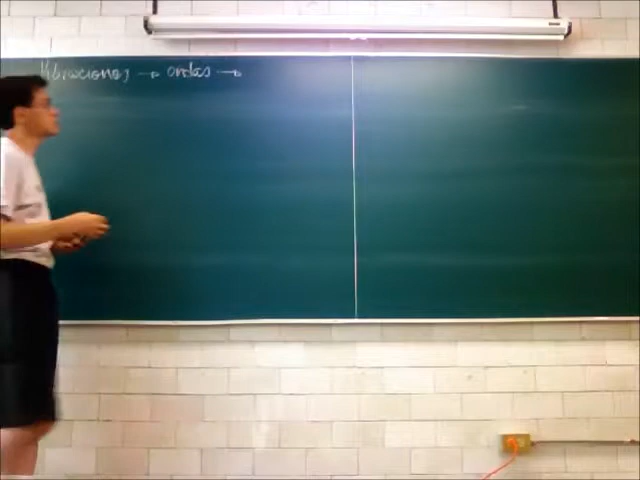 Vibraciones → ondas →